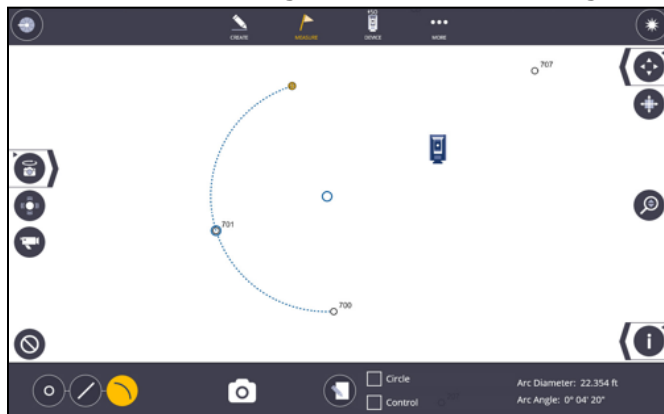 +50
CREATE
MEASURE
DEVICE
MORE
707
701
700
Circle
Control
Arc Diameter: 22.354 ft
Arc Angle: 0° 04' 20"